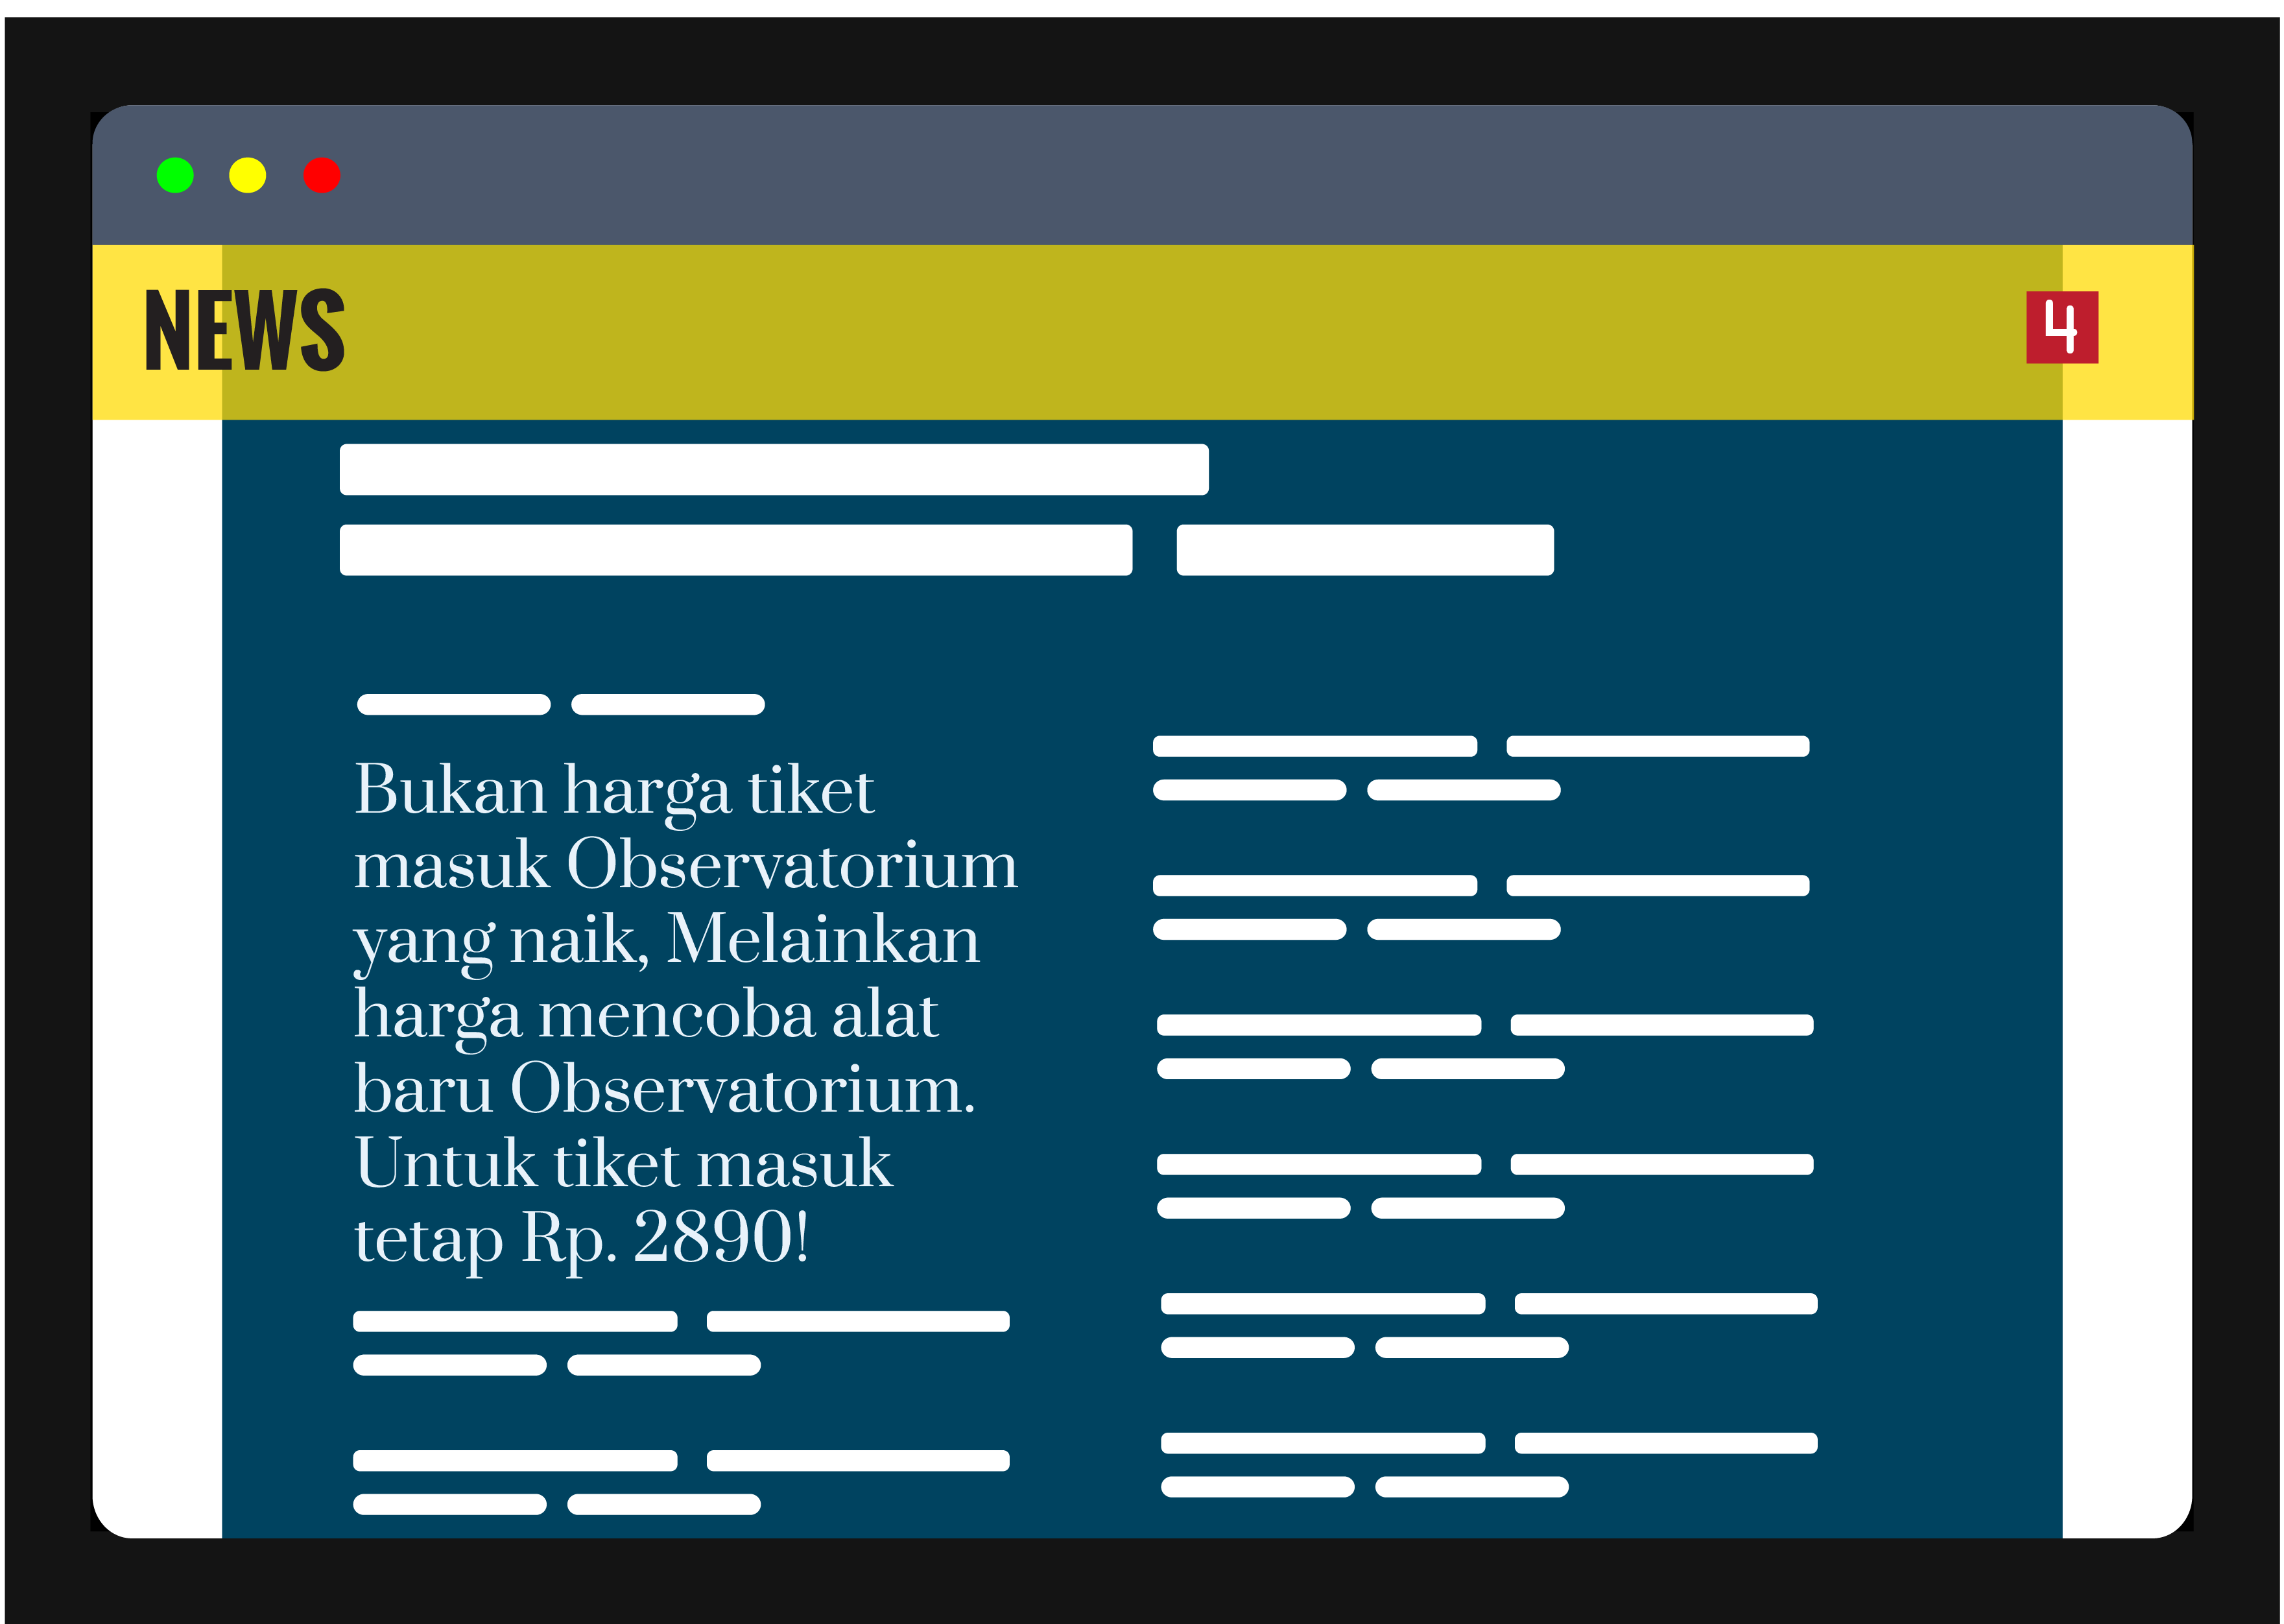 NEWS
4
Bukan harga tiket
masuk Observatorium
yang naik, Melainkan
harga mencoba alat
baru Observatorium.
Untuk tiket masuk
tetap Rp. 2890!